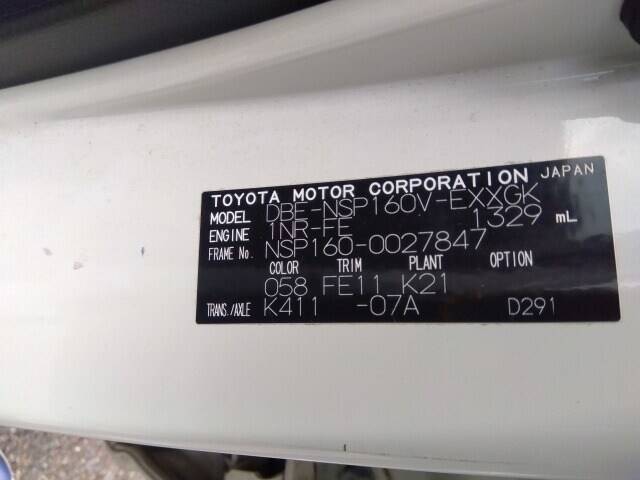 TOYOTA MOTOR CORPORATION JAPAN
MODEL DBE-NSP160V-EXXGK
ENGINE 1NR-FE 1329 mL
FRAME No. NSP160-0027847
COLOR TRIM PLANT OPTION
058 FE11 K21
TRANS./AXLE K411 -07A D291